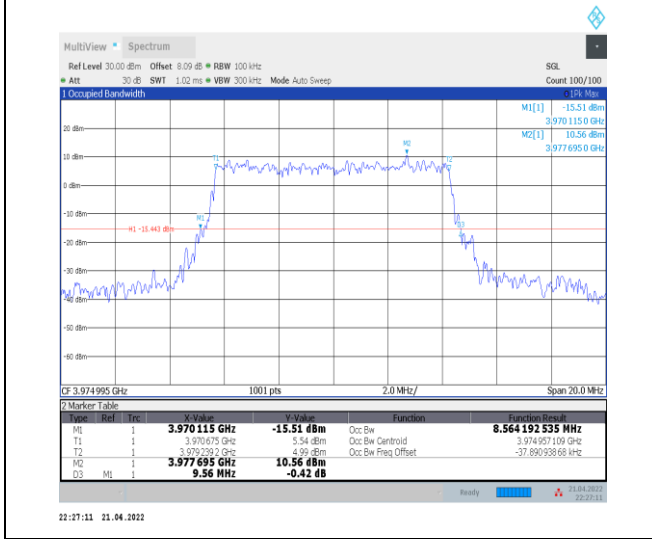 MultiView Spectrum
Ref Level 30.00 dBm Offset 8.09 dB RBW 100 kHz SGL
Att 30 dB SWT 1.02 ms VBW 300 kHz Mode Auto Sweep Count 100/100
1 Occupied Bandwidth 1Pk Max
M1[1] -15.51 dBm
3.970 115 0 GHz
M2[1] 10.56 dBm
3.977 695 0 GHz
20 dBm
M2
10 dBm
T1
T2
0 dBm
-10 dBm
M1
D3
H1 -15.443 dBm
-20 dBm
-30 dBm
-40 dBm
-50 dBm
-60 dBm
CF 3.974 995 GHz 1001 pts 2.0 MHz/ Span 20.0 MHz
2 Marker Table
Type Ref Trc X-Value Y-Value Function Function Result
M1 1 3.970 115 GHz -15.51 dBm Occ Bw 8.564 192 535 MHz
T1 1 3.970 675 GHz 5.54 dBm Occ Bw Centroid 3.974 957 109 GHz
T2 1 3.979 239 2 GHz 4.99 dBm Occ Bw Freq Offset -37.890 938 68 kHz
M2 1 3.977 695 GHz 10.56 dBm
D3 M1 1 9.56 MHz -0.42 dB
Ready 21.04.2022
22:27:11
22:27:11 21.04.2022